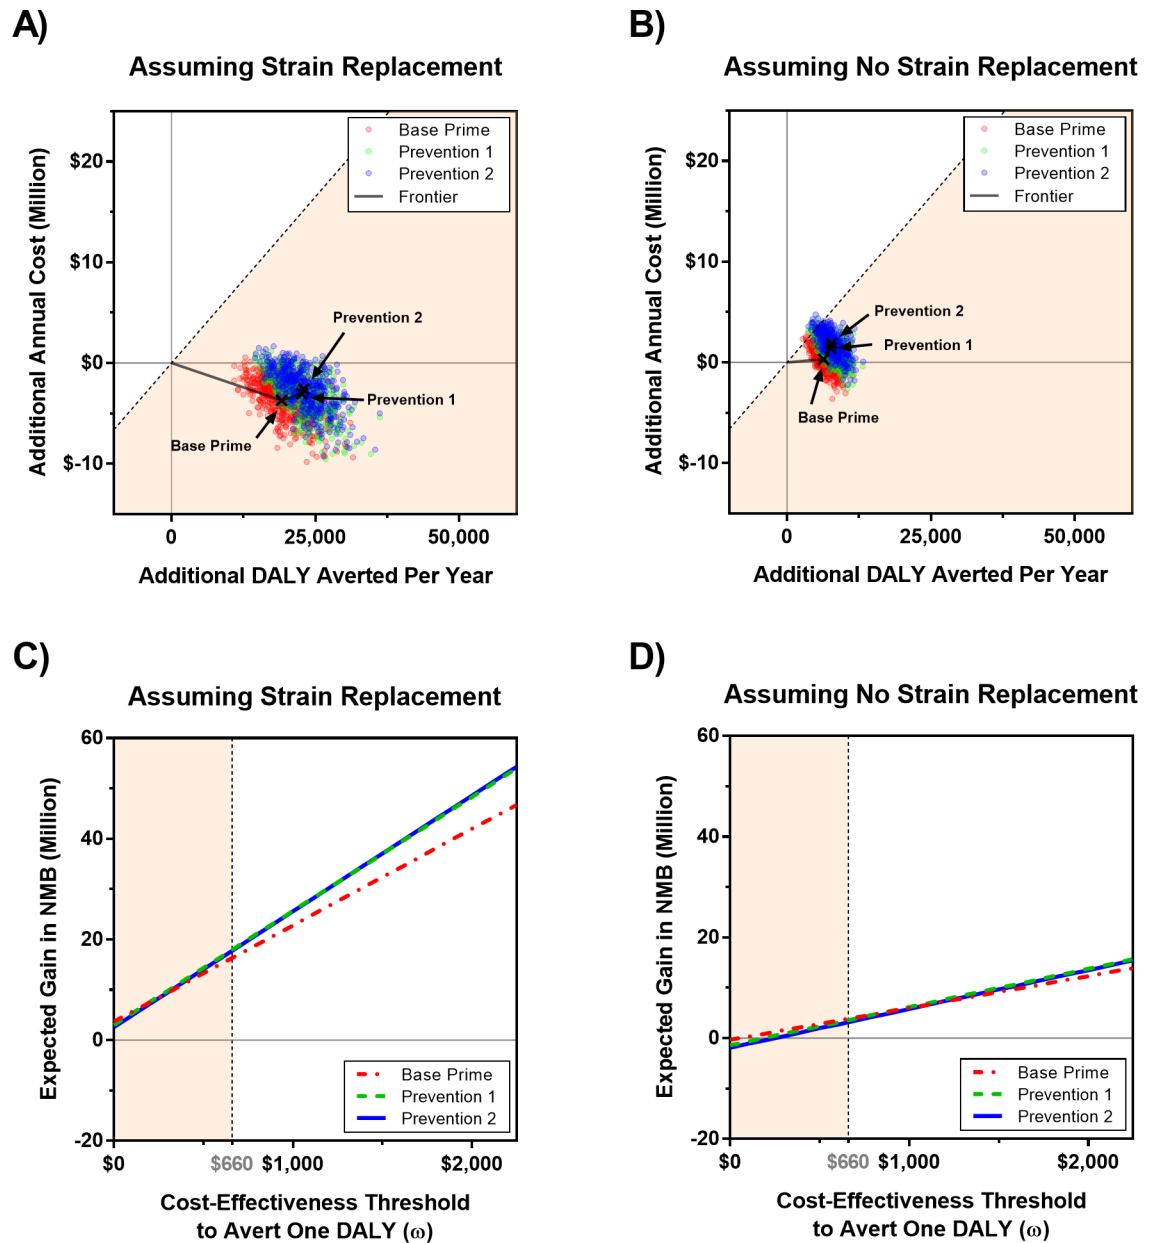 A)
Assuming Strain Replacement
Additional Annual Cost (Million)
$20
$10
$0
$-10
Base Prime
Prevention 1
Prevention 2
Frontier
Prevention 2
Prevention 1
Base Prime
0
25,000
50,000
Additional DALY Averted Per Year
B)
Assuming No Strain Replacement
Additional Annual Cost (Million)
$20
$10
$0
$-10
Base Prime
Prevention 1
Prevention 2
Frontier
Prevention 2
Prevention 1
Base Prime
0
25,000
50,000
Additional DALY Averted Per Year
C)
Assuming Strain Replacement
Expected Gain in NMB (Million)
60
40
20
0
-20
Base Prime
Prevention 1
Prevention 2
$0
$660
$1,000
$2,000
Cost-Effectiveness Threshold
to Avert One DALY (ω)
D)
Assuming No Strain Replacement
Expected Gain in NMB (Million)
60
40
20
0
-20
Base Prime
Prevention 1
Prevention 2
$0
$660
$1,000
$2,000
Cost-Effectiveness Threshold
to Avert One DALY (ω)